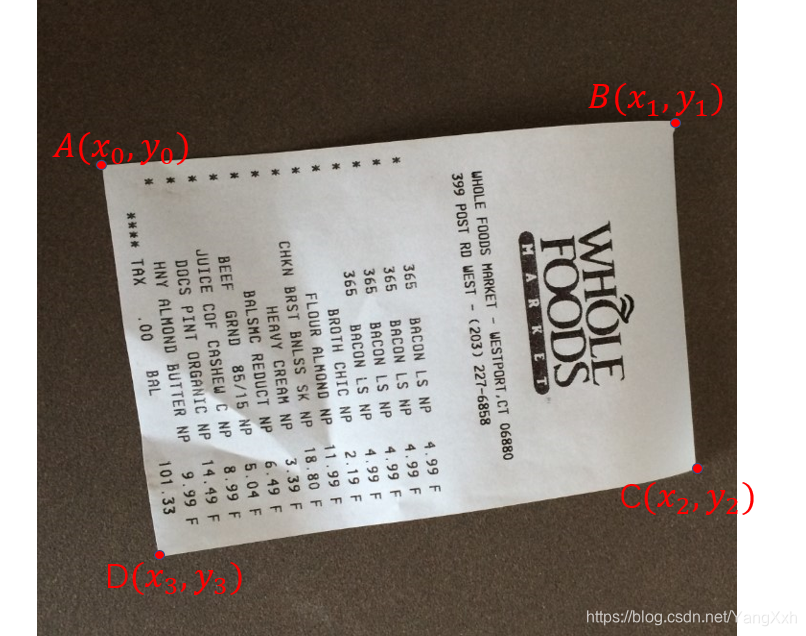 A(x₀,y₀)
B(x₁,y₁)
WHOLE
FOODS
MARKET
WHOLE FOODS MARKET - WESTPORT,CT 06880
399 POST RD WEST - (203) 227-6858
* 365 BACON LS NP 4.99 F
* 365 BACON LS NP 4.99 F
* 365 BACON LS NP 4.99 F
* 365 BACON LS NP 4.99 F
* BROTH CHIC NP 2.19 F
* FLOUR ALMOND NP 11.99 F
* CHKN BRST BNLSS SK NP 18.80 F
* HEAVY CREAM NP 3.39 F
* BALSMC REDUCT NP 6.49 F
* BEEF GRND 85/15 NP 5.04 F
* JUICE COF CASHEW C NP 8.99 F
* DOCS PINT ORGANIC NP 14.49 F
* HNY ALMOND BUTTER NP 9.99 F
**** TAX .00 BAL 101.33
C(x₂,y₂)
D(x₃,y₃)
https://blog.csdn.net/YangXxh